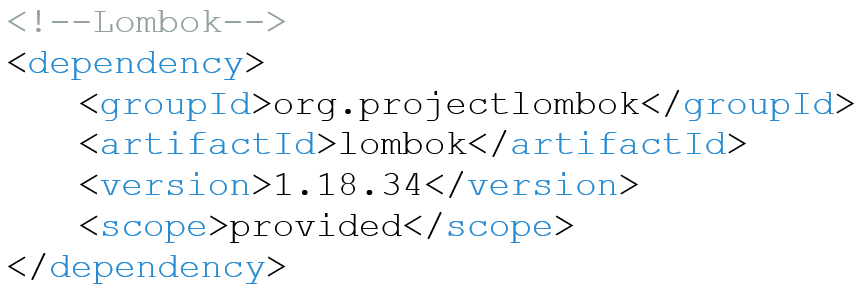 <!--Lombok-->
<dependency>
    <groupId>org.projectlombok</groupId>
    <artifactId>lombok</artifactId>
    <version>1.18.34</version>
    <scope>provided</scope>
</dependency>